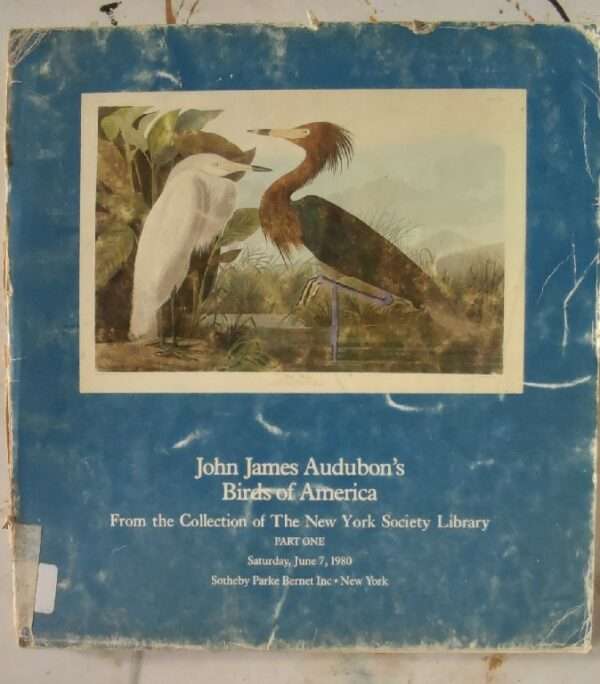 John James Audubon's
Birds of America
From the Collection of The New York Society Library
PART ONE
Saturday, June 7, 1980
Sotheby Parke Bernet Inc • New York